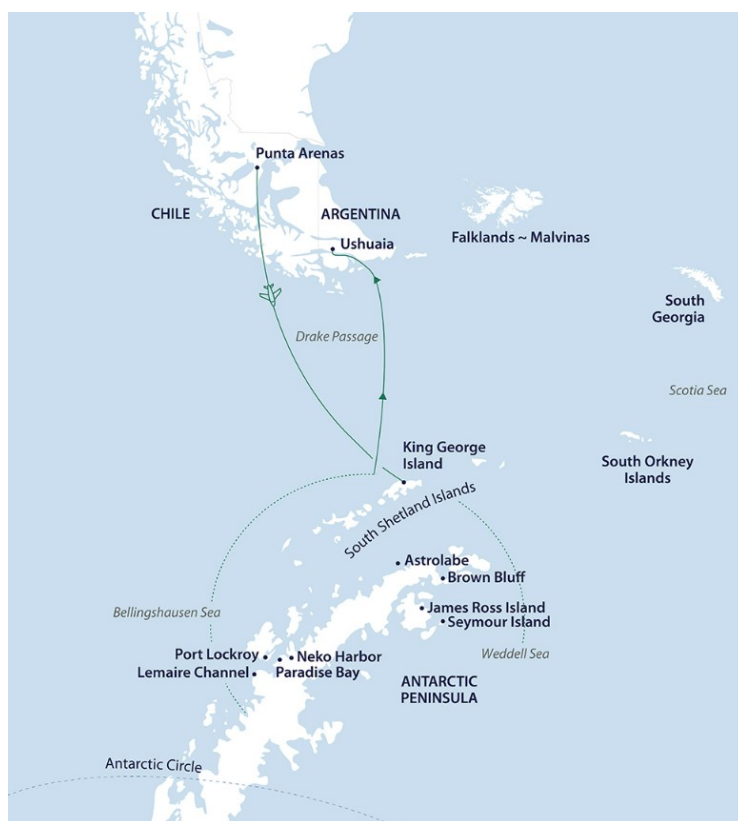 Punta Arenas
CHILE
ARGENTINA
Ushuaia
Falklands ~ Malvinas
South
Georgia
Drake Passage
Scotia Sea
King George
Island
South Orkney
Islands
South Shetland Islands
Astrolabe
Brown Bluff
James Ross Island
Seymour Island
Bellingshausen Sea
Weddell Sea
Port Lockroy
Neko Harbor
Lemaire Channel
Paradise Bay
ANTARCTIC
PENINSULA
Antarctic Circle